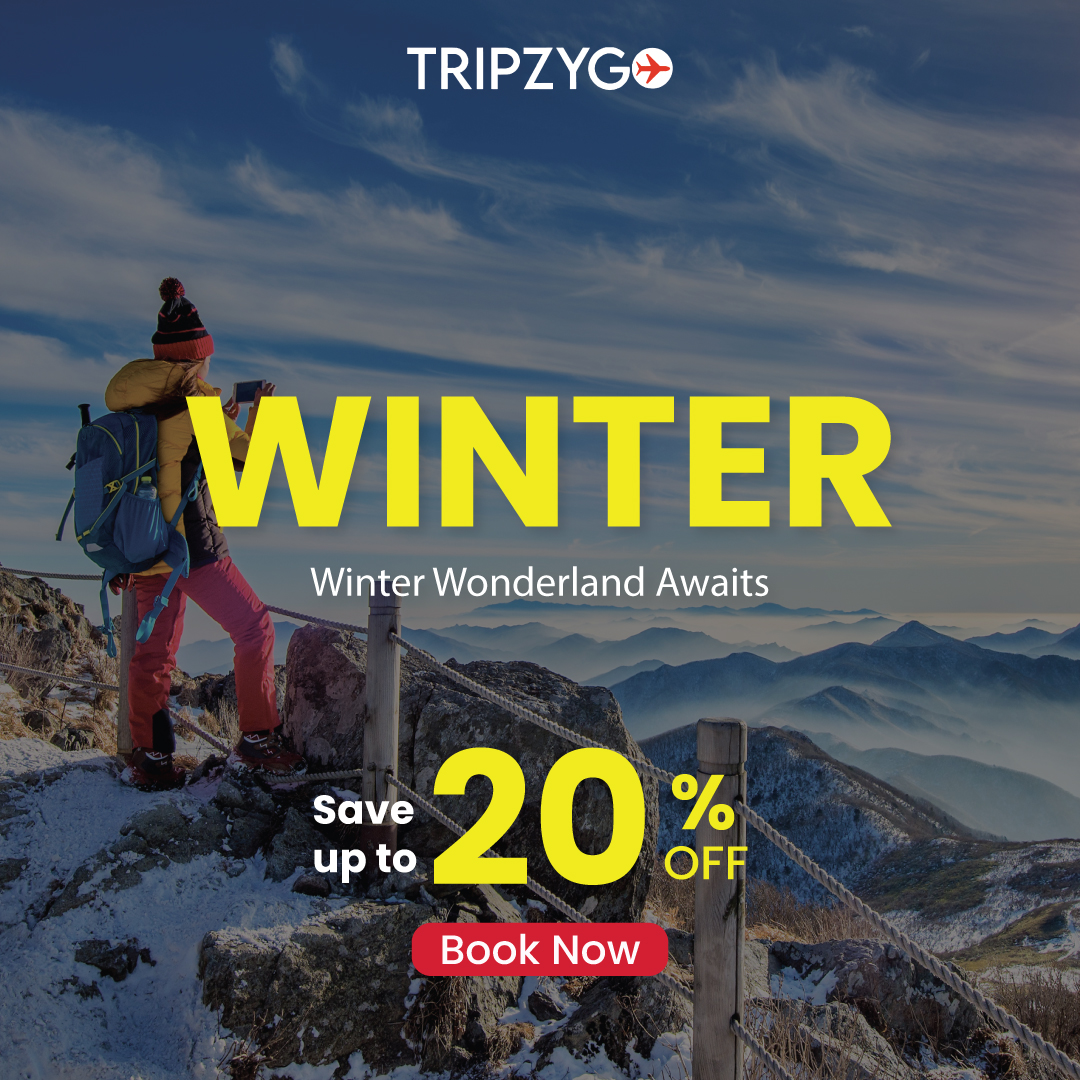 TRIPZYGO
WINTER
Winter Wonderland Awaits
Save
up to
20
%
OFF
Book Now